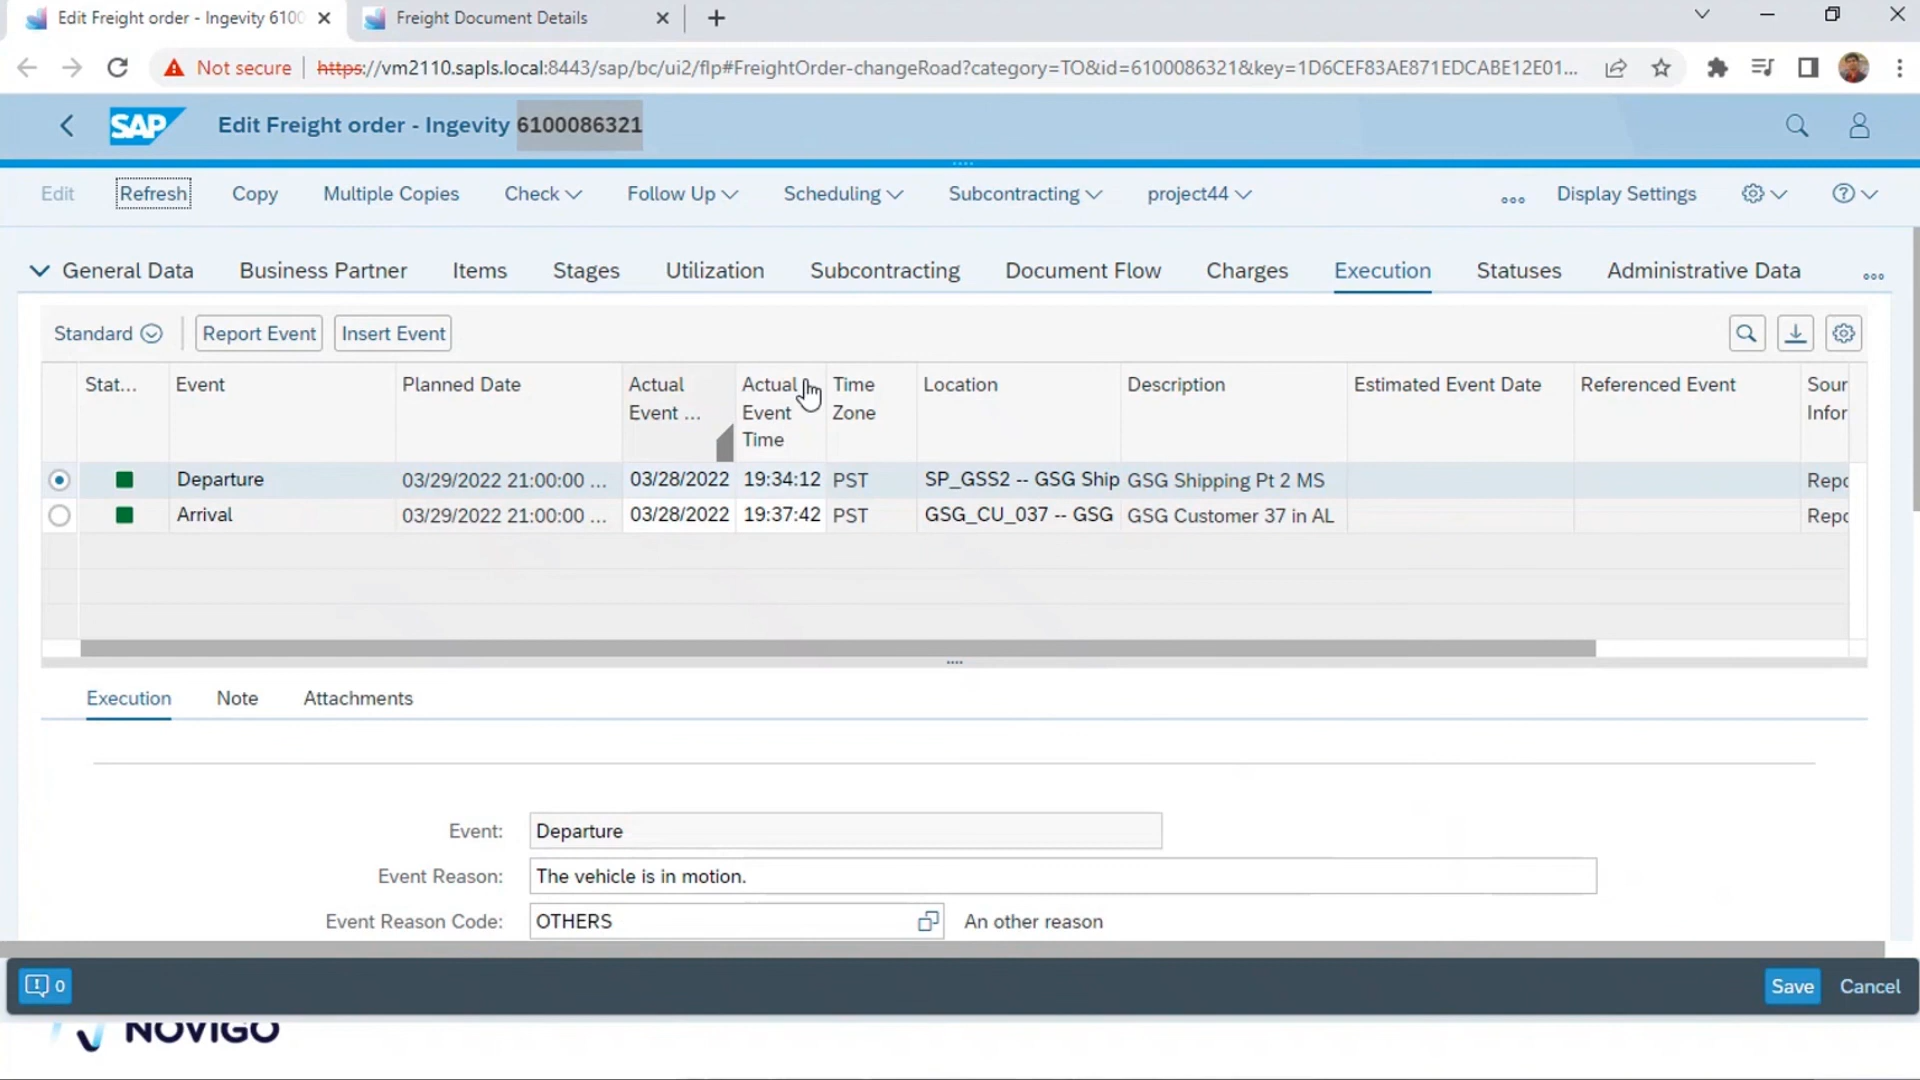 Edit Freight order - Ingevity 6100
Freight Document Details
Not secure
https://vm2110.sapls.local:8443/sap/bc/ui2/flp#FreightOrder-changeRoad?category=TO&id=6100086321&key=1D6CEF83AE871EDCABE12E01...
SAP
Edit Freight order - Ingevity 6100086321
Edit
Refresh
Copy
Multiple Copies
Check
Follow Up
Scheduling
Subcontracting
project44
Display Settings
General Data
Business Partner
Items
Stages
Utilization
Subcontracting
Document Flow
Charges
Execution
Statuses
Administrative Data
Standard
Report Event
Insert Event
Stat...
Event
Planned Date
Actual
Event ...
Actual
Event
Time
Time
Zone
Location
Description
Estimated Event Date
Referenced Event
Sour
Infor
Departure
03/29/2022 21:00:00 ...
03/28/2022
19:34:12
PST
SP_GSS2 -- GSG Ship
GSG Shipping Pt 2 MS
Repo
Arrival
03/29/2022 21:00:00 ...
03/28/2022
19:37:42
PST
GSG_CU_037 -- GSG
GSG Customer 37 in AL
Repo
Execution
Note
Attachments
Event:
Departure
Event Reason:
The vehicle is in motion.
Event Reason Code:
OTHERS
An other reason
0
Save
Cancel
NOVIGO